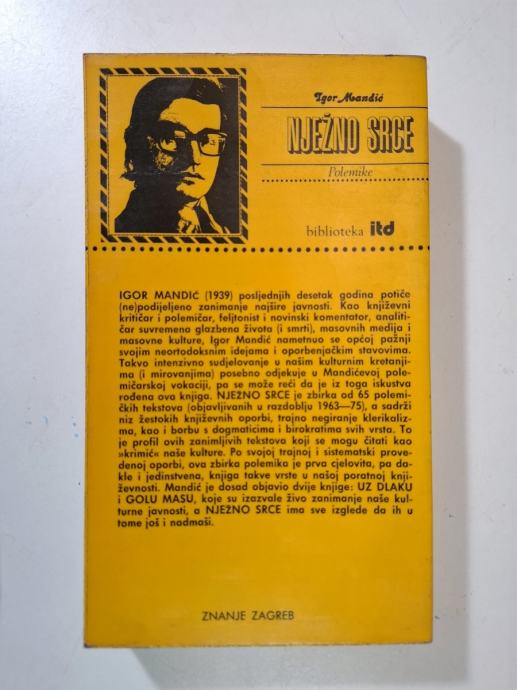 Igor Mandić
NJEŽNO SRCE
Polemike
biblioteka itd
IGOR MANDIĆ (1939) posljednjih desetak godina potiče
(ne)podijeljeno zanimanje najšire javnosti. Kao književni
kritičar i polemičar, feljtonist i novinski komentator, analiti-
čar suvremena glazbena života (i smrti), masovnih medija i
masovne kulture, Igor Mandić nametnuo se općoj pažnji
svojim neortodoksnim idejama i oporbenjačkim stavovima.
Takvo intenzivno sudjelovanje u našim kulturnim kretanji-
ma (i mirovanjima) posebno odjekuje u Mandićevoj pole-
mičarskoj vokaciji, pa se može reći da je iz toga iskustva
rođena ova knjiga. NJEŽNO SRCE je zbirka od 65 polemi-
čkih tekstova (objavljivanih u razdoblju 1963—75), a sadrži
niz žestokih književnih oporbi, trajno negiranje klerikaliz-
ma, kao i borbu s dogmaticima i birokratima svih vrsta. To
je profil ovih zanimljivih tekstova koji se mogu čitati kao
»krimić« naše kulture. Po svojoj trajnoj i sistematski prove-
denoj oporbi, ova zbirka polemika je prva cjelovita, pa da-
kle i jedinstvena, knjiga takve vrste u našoj poratnoj knji-
ževnosti. Mandić je dosad objavio dvije knjige: UZ DLAKU
i GOLU MASU, koje su izazvale živo zanimanje naše kul-
turne javnosti, a NJEŽNO SRCE ima sve izglede da ih u
tome još i nadmaši.
ZNANJE ZAGREB